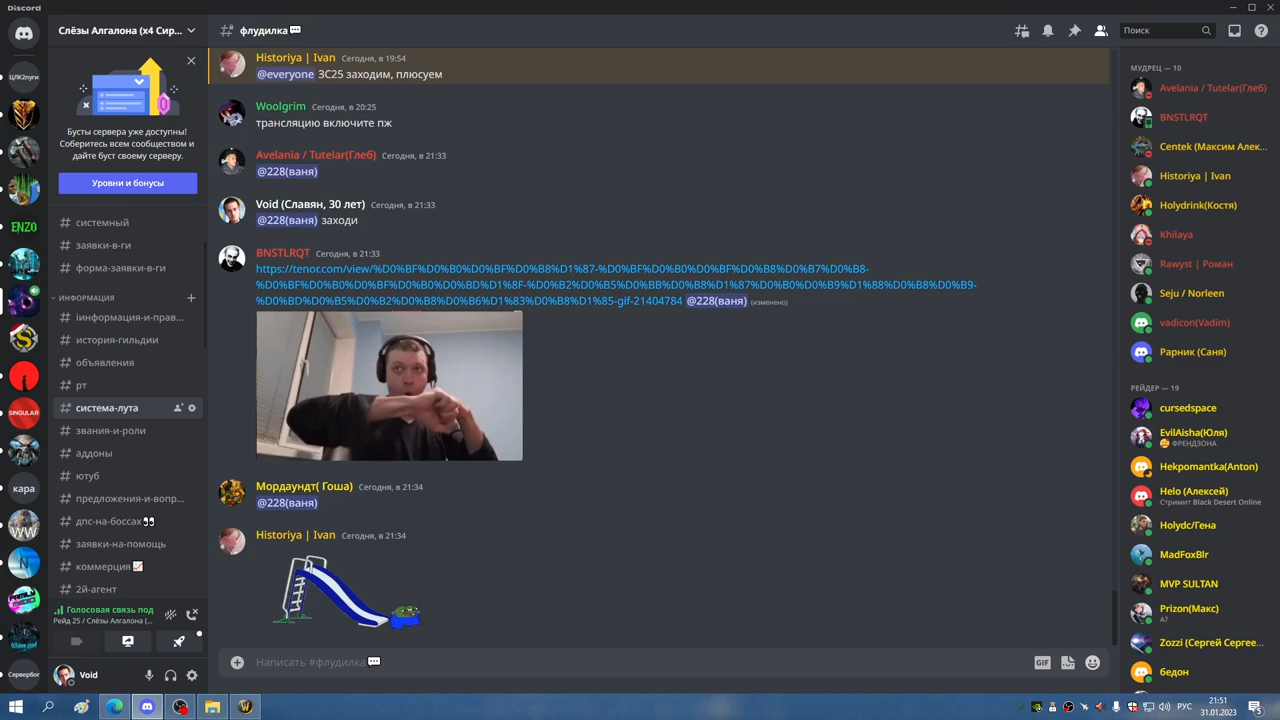 Discord
Слёзы Алгалона (x4 Сир...
Бусты сервера уже доступны!
Соберитесь всем сообществом и
дайте буст своему серверу.
Уровни и бонусы
системный
заявки-в-ги
форма-заявки-в-ги
ИНФОРМАЦИЯ
информация-и-прав...
история-гильдии
объявления
рт
система-лута
звания-и-роли
аддоны
ютуб
предложения-и-вопр...
дпс-на-боссах👀
заявки-на-помощь
коммерция📈
2й-агент
Голосовая связь под
Рейд 25 / Слёзы Алгалона (...
Void
ЦЛК2пуги
ENZO
SINGULAR
кара
WW
N
Сервербог
флудилка💬
Поиск
Historiya | Ivan Сегодня, в 19:54
@everyone ЗС25 заходим, плюсуем
Woolgrim Сегодня, в 20:25
трансляцию включите пж
Avelania / Tutelar(Глеб) Сегодня, в 21:33
@228(ваня)
Void (Славян, 30 лет) Сегодня, в 21:33
@228(ваня) заходи
BNSTLRQT Сегодня, в 21:33
https://tenor.com/view/%D0%BF%D0%B0%D0%BF%D0%B8%D1%87-%D0%BF%D0%B0%D0%BF%D0%B8%D0%B7%D0%B8-
%D0%BF%D0%B0%D0%BF%D0%B0%D0%BD%D1%8F-%D0%B2%D0%B5%D0%BB%D0%B8%D1%87%D0%B0%D0%B9%D1%88%D0%B8%D0%B9-
%D0%BD%D0%B5%D0%B2%D0%B8%D0%B6%D1%83%D0%B8%D1%85-gif-21404784 @228(ваня) (изменено)
Мордаундт( Гоша) Сегодня, в 21:34
@228(ваня)
Historiya | Ivan Сегодня, в 21:34
Написать #флудилка💬
GIF
МУДРЕЦ — 10
Avelania / Tutelar(Глеб)
BNSTLRQT
Centek (Максим Алек...
Historiya | Ivan
Holydrink(Костя)
Khilaya
Rawyst | Роман
Seju / Norleen
vadicon(Vadim)
Рарник (Саня)
РЕЙДЕР — 19
cursedspace
EvilAisha(Юля)
ФРЕНДЗОНА
Hekpomantka(Anton)
Helo (Алексей)
Стримит Black Desert Online
Holydc/Гена
MadFoxBlr
MVP SULTAN
Prizon(Макс)
А?
Zozzi (Сергей Сергее...
бедон
РУС
21:51
31.01.2023
5